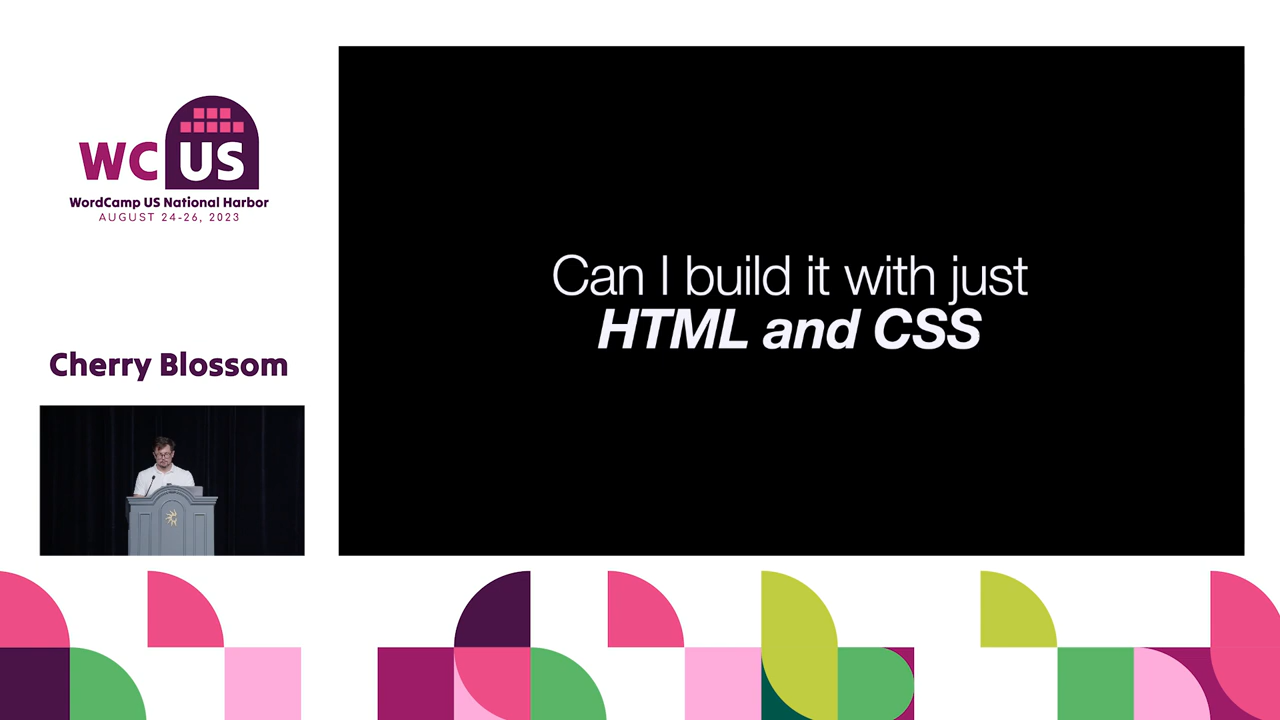 WC US
WordCamp US National Harbor
AUGUST 24-26, 2023
Cherry Blossom
Can I build it with just
HTML and CSS